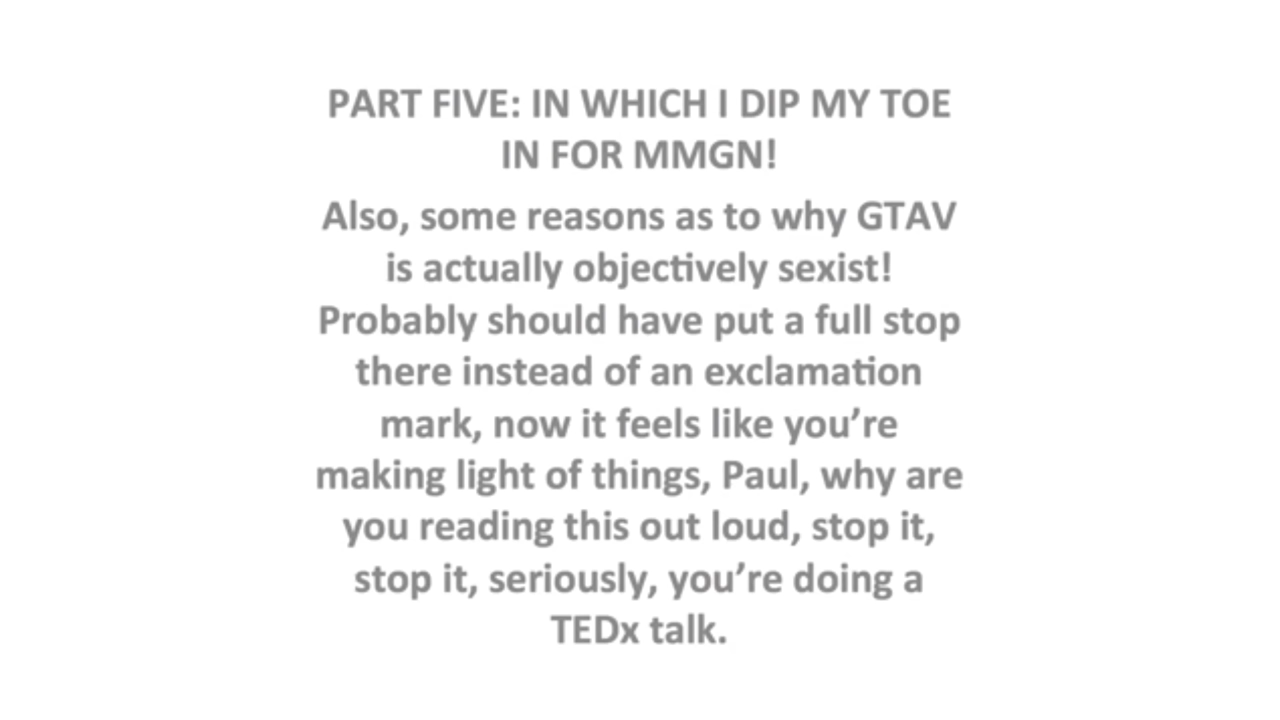 PART FIVE: IN WHICH I DIP MY TOE
IN FOR MMGN!
Also, some reasons as to why GTAV
is actually objectively sexist!
Probably should have put a full stop
there instead of an exclamation
mark, now it feels like you’re
making light of things, Paul, why are
you reading this out loud, stop it,
stop it, seriously, you’re doing a
TEDx talk.